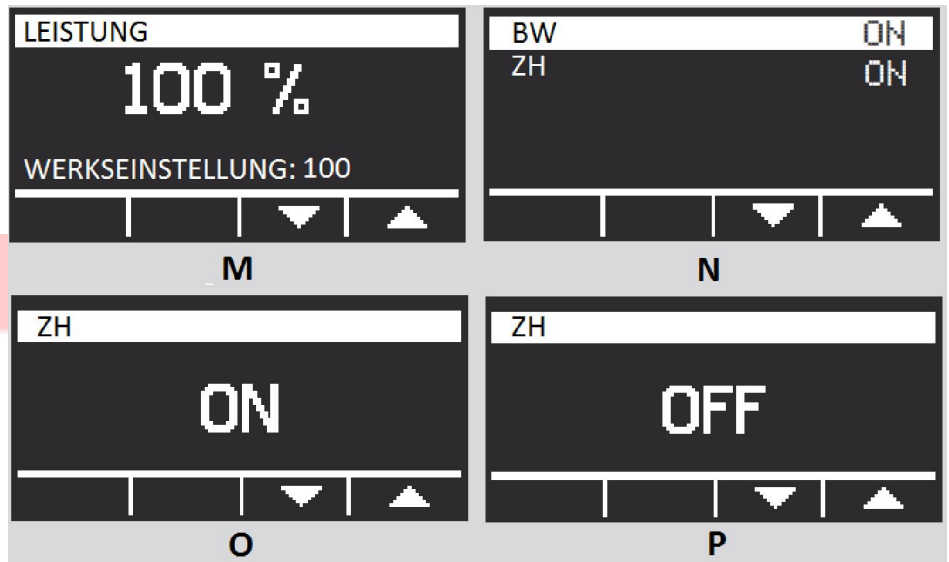 LEISTUNG
100 %
WERKSEINSTELLUNG: 100
M
BW ON
ZH ON
N
ZH
ON
O
ZH
OFF
P